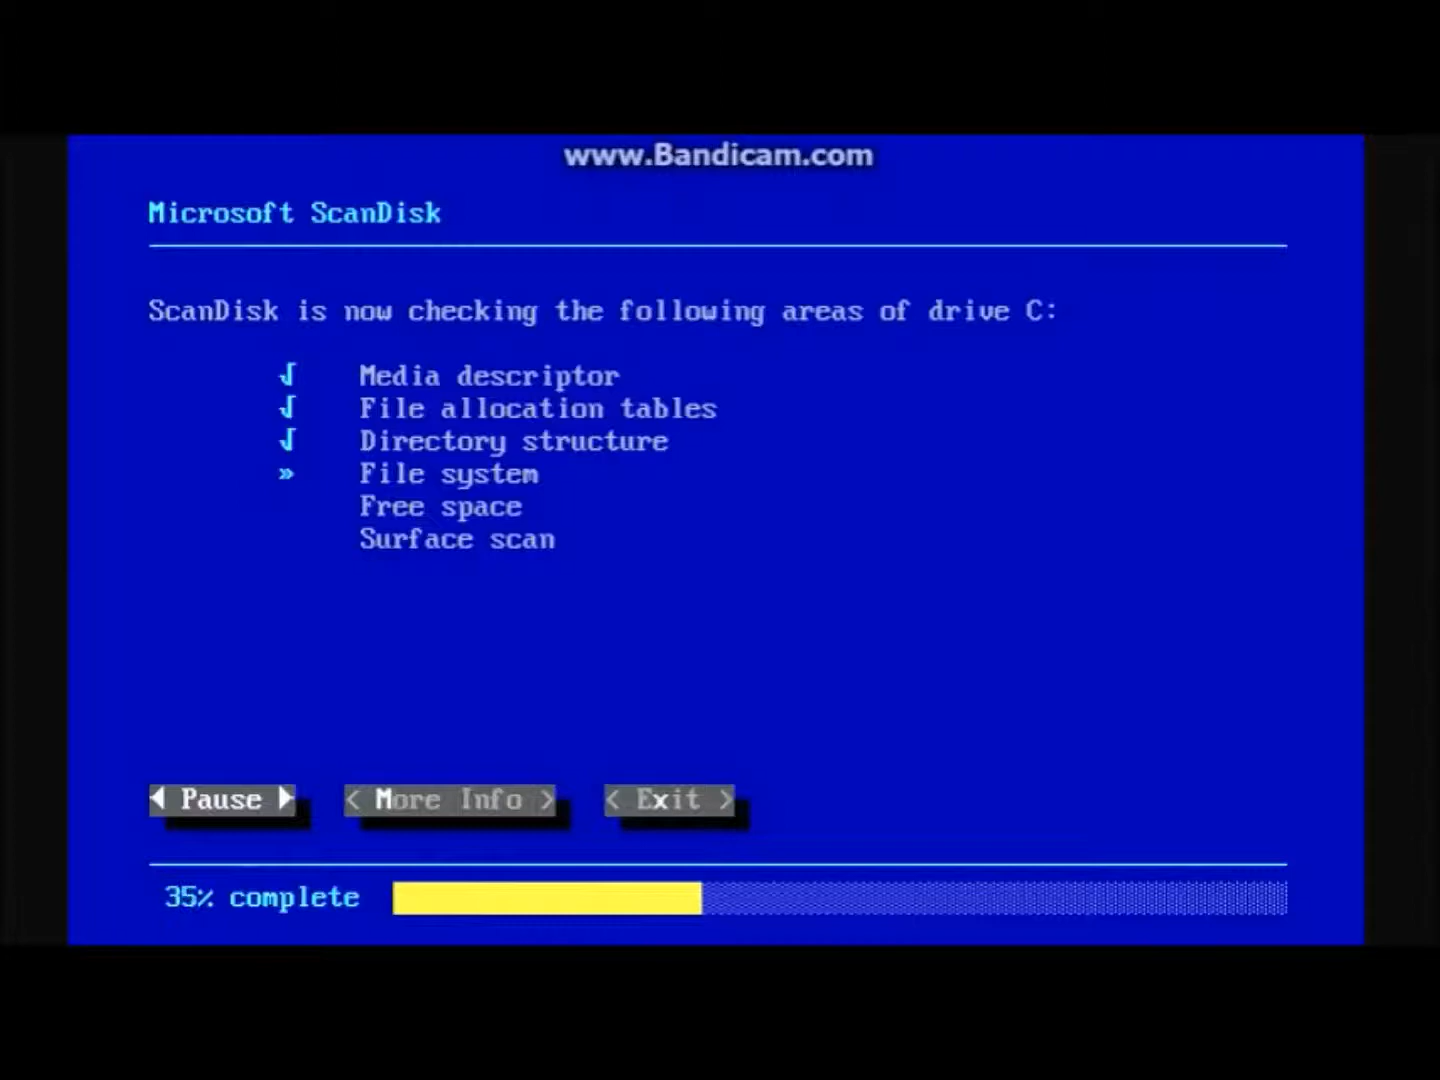 www.Bandicam.com
Microsoft ScanDisk
ScanDisk is now checking the following areas of drive C:
√ Media descriptor
√ File allocation tables
√ Directory structure
» File system
Free space
Surface scan
◄ Pause ► < More Info > < Exit >
35% complete